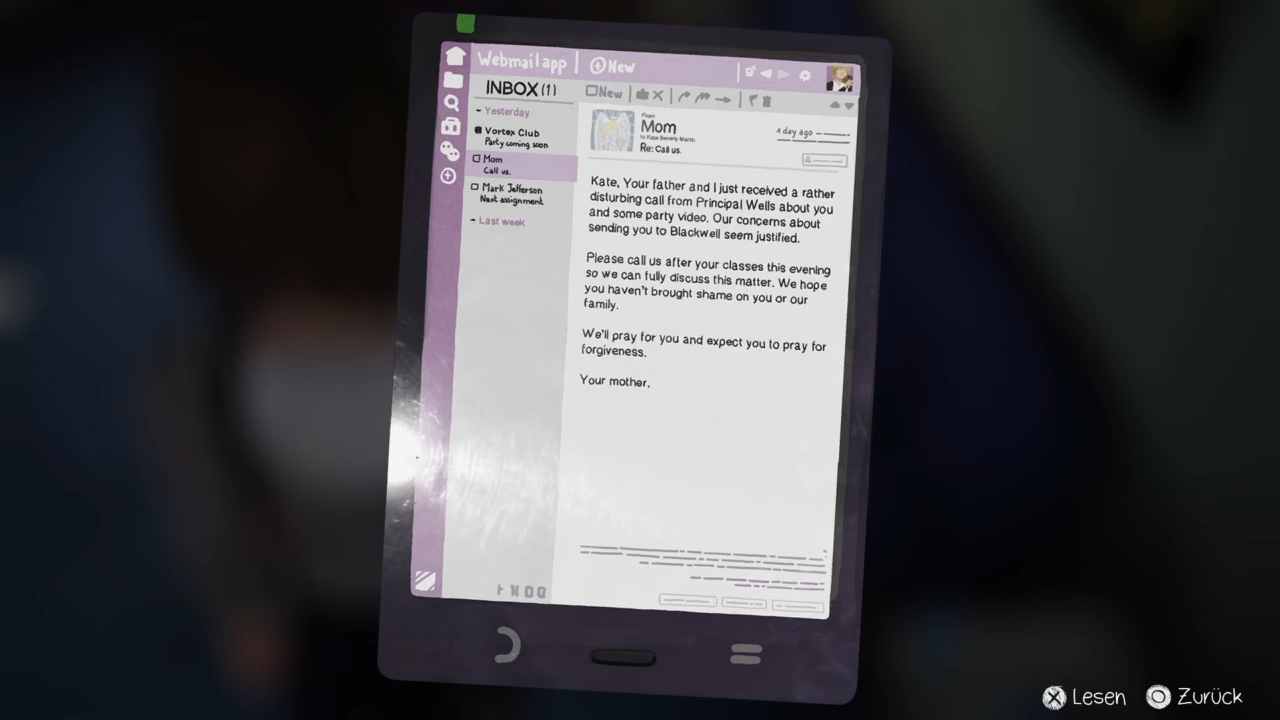 Webmail app
New
INBOX (1)
- Yesterday
Vortex Club
Party coming soon
Mom
Call us.
Mark Jefferson
Next assignment
- Last week
New
From
Mom
to Kate Beverly Marsh
Re: Call us.
4 day ago
Kate, Your father and I just received a rather
disturbing call from Principal Wells about you
and some party video. Our concerns about
sending you to Blackwell seem justified.
Please call us after your classes this evening
so we can fully discuss this matter. We hope
you haven't brought shame on you or our
family.
We'll pray for you and expect you to pray for
forgiveness.
Your mother.
Lesen
Zurück